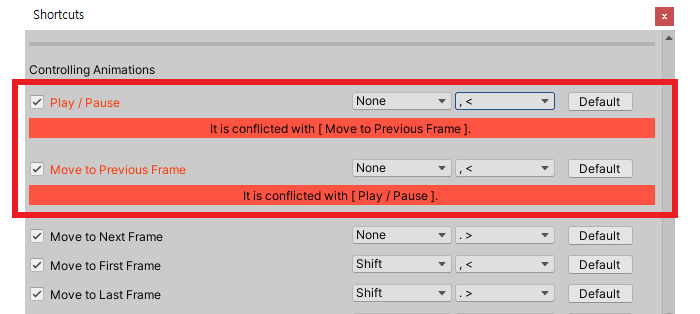 Shortcuts
x
Controlling Animations
Play / Pause None , < Default
It is conflicted with [ Move to Previous Frame ].
Move to Previous Frame None , < Default
It is conflicted with [ Play / Pause ].
Move to Next Frame None . > Default
Move to First Frame Shift , < Default
Move to Last Frame Shift . > Default